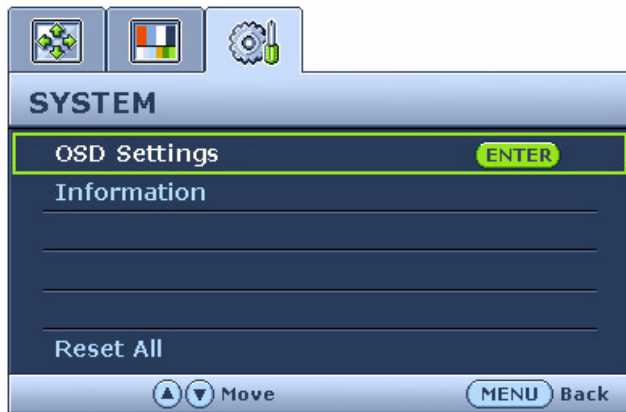 SYSTEM
OSD Settings ENTER
Information
Reset All
Move MENU Back